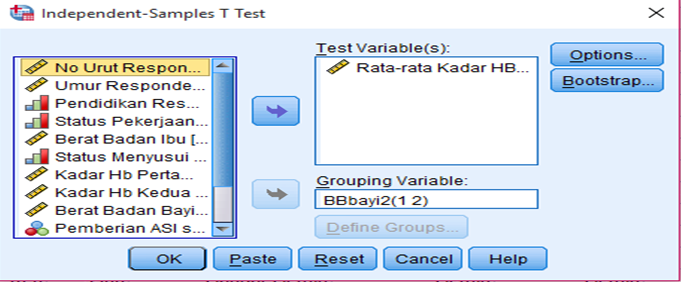 Independent-Samples T Test
No Urut Respon...
Umur Responde...
Pendidikan Res...
Status Pekerjaan...
Berat Badan Ibu [...
Status Menyusui ...
Kadar Hb Perta...
Kadar Hb Kedua ...
Berat Badan Bayi...
Pemberian ASI s...
Test Variable(s):
Rata-rata Kadar HB...
Grouping Variable:
BBbayi2(1 2)
Define Groups...
Options...
Bootstrap...
OK
Paste
Reset
Cancel
Help